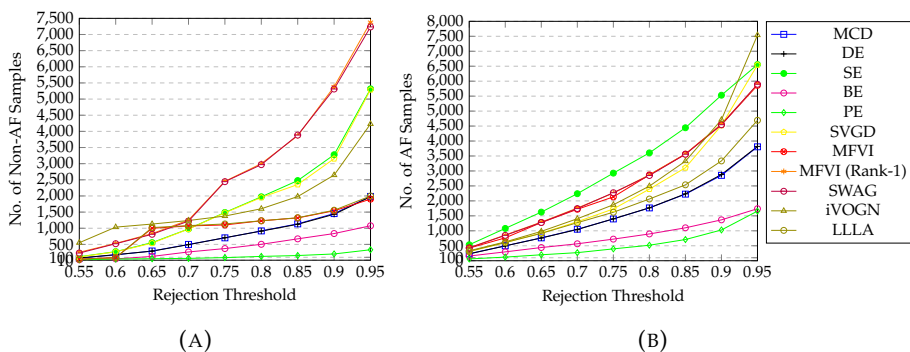 7,500
7,000
6,500
6,000
5,500
5,000
4,500
4,000
3,500
3,000
2,500
2,000
1,500
1,000
500
100
10
No. of Non-AF Samples
0.55 0.6 0.65 0.7 0.75 0.8 0.85 0.9 0.95
Rejection Threshold
(A)
8,000
7,500
7,000
6,500
6,000
5,500
5,000
4,500
4,000
3,500
3,000
2,500
2,000
1,500
1,000
500
100
No. of AF Samples
0.55 0.6 0.65 0.7 0.75 0.8 0.85 0.9 0.95
Rejection Threshold
(B)
MCD
DE
SE
BE
PE
SVGD
MFVI
MFVI (Rank-1)
SWAG
iVOGN
LLLA